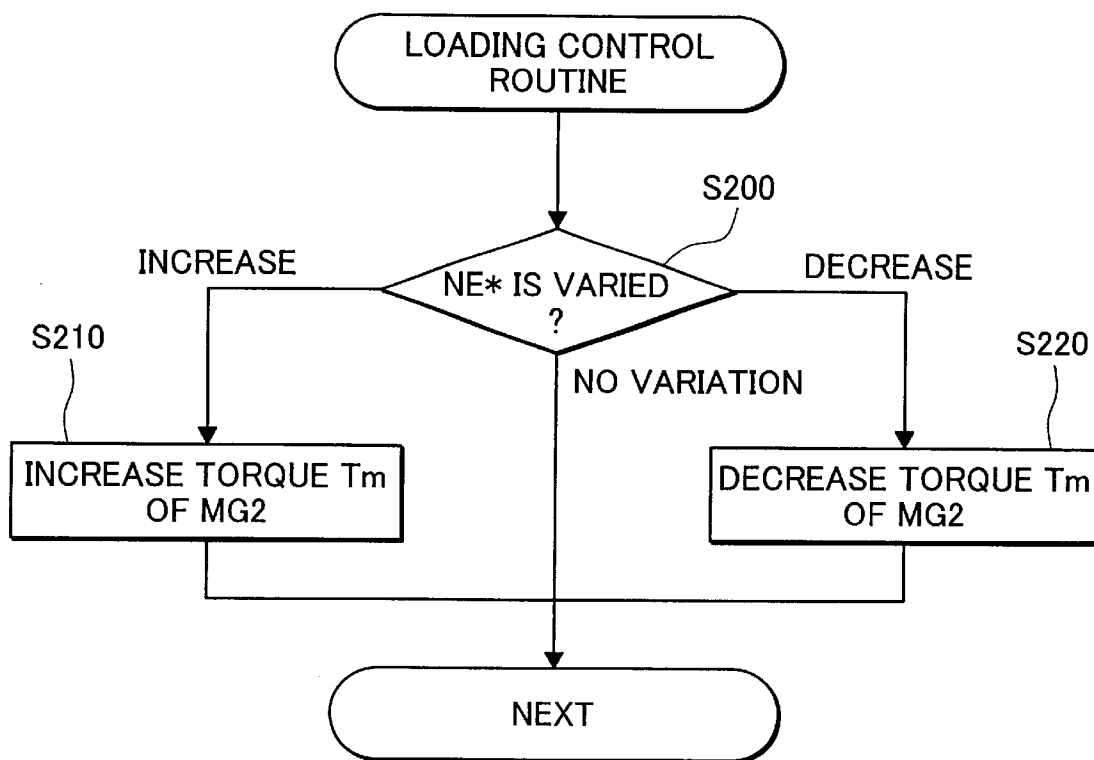 LOADING CONTROL
ROUTINE
S200
INCREASE
DECREASE
NE* IS VARIED
?
S210
S220
NO VARIATION
INCREASE TORQUE Tm
OF MG2
DECREASE TORQUE Tm
OF MG2
NEXT